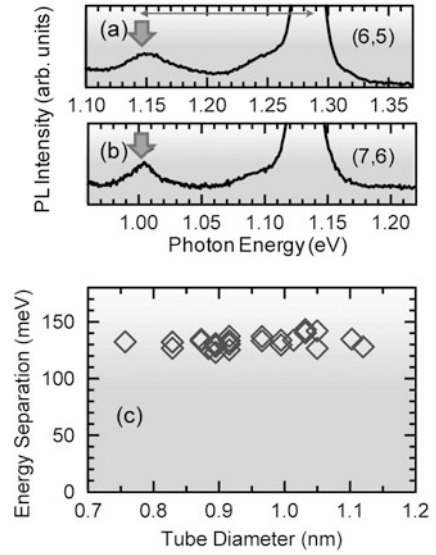 (a)
(6,5)
1.10 1.15 1.20 1.25 1.30 1.35
(b)
(7,6)
1.00 1.05 1.10 1.15 1.20
Photon Energy (eV)
PL Intensity (arb. units)
150
100
50
0
Energy Separation (meV)
(c)
0.7 0.8 0.9 1.0 1.1 1.2
Tube Diameter (nm)